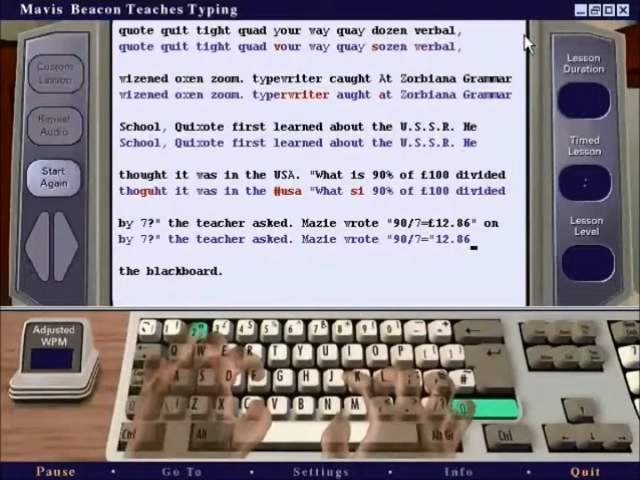 Mavis Beacon Teaches Typing
quote quit tight quad your way quay dozen verbal,
quote quit tight quad vour way quay sozen verbal,
wizened oxen zoom. typewriter caught At Zorbiana Grammar
wizened oxen zoom. typerwriter aught a Zorbiana Grammar
School, Quixote first learned about the U.S.S.R. He
School, Quixote first learned about the U.S.S.R. He
thought it was in the USA. "What is 90% of £100 divided
thoguht it was in the #usa "What si 90% of £100 divided
by 7?" the teacher asked. Mazie wrote "90/7=£12.86" on
by 7?" the teacher asked. Mazie wrote "90/7="12.86
the blackboard.
Custom Lesson
Repeat Audio
Start Again
Lesson Duration
Timed Lesson
:
Lesson Level
Adjusted WPM
Q W E R T Y U I O P
A S D F G H J K L
X C V B N M
Ctrl
Alt
Alt Gr
Ctrl
Pause
Go To
Settings
Info
Quit